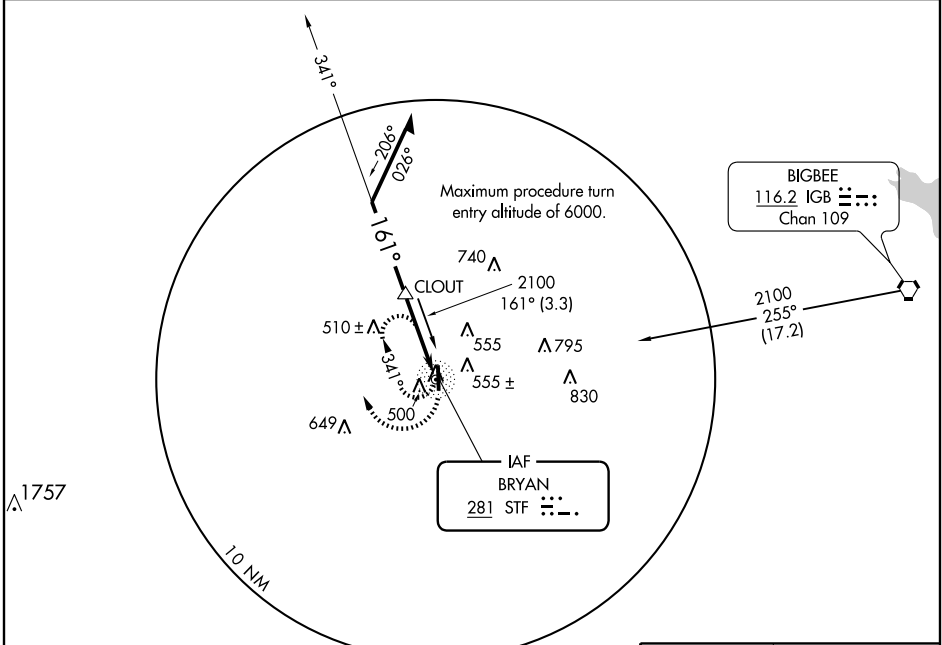 341°
206°
026°
Maximum procedure turn
entry altitude of 6000.
BIGBEE
116.2 IGB
Chan 109
161°
740
CLOUT
2100
161° (3.3)
2100
255°
(17.2)
510 ±
555
795
341°
555 ±
830
500
649
IAF
BRYAN
281 STF
1757
10 NM